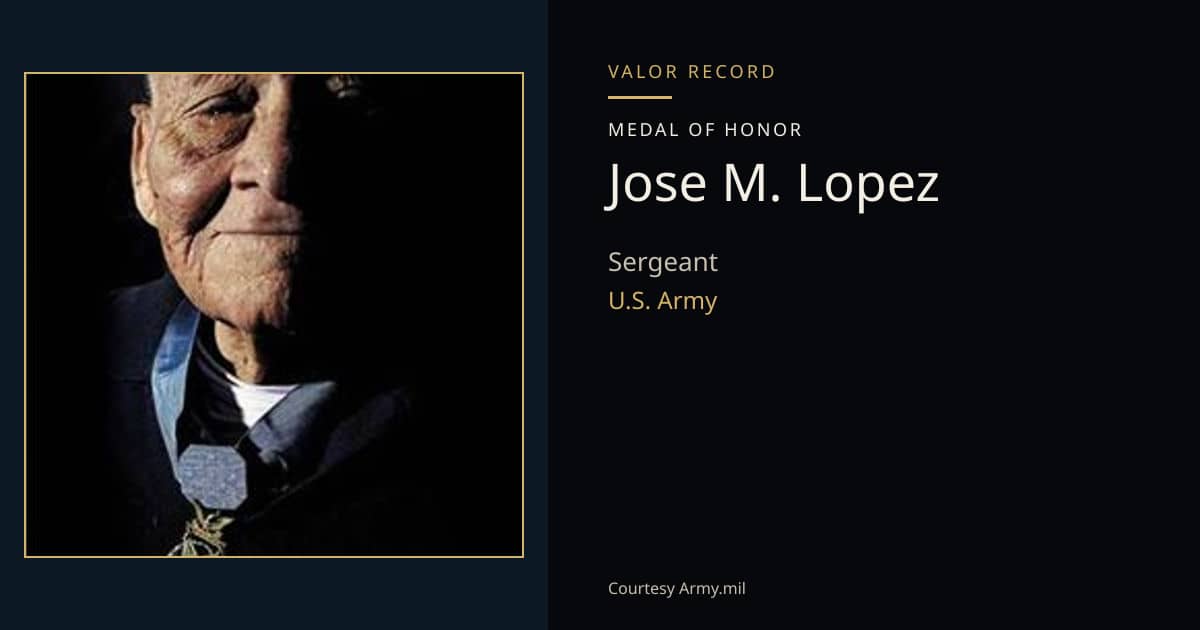 VALOR RECORD
MEDAL OF HONOR
Jose M. Lopez
Sergeant
U.S. Army
Courtesy Army.mil